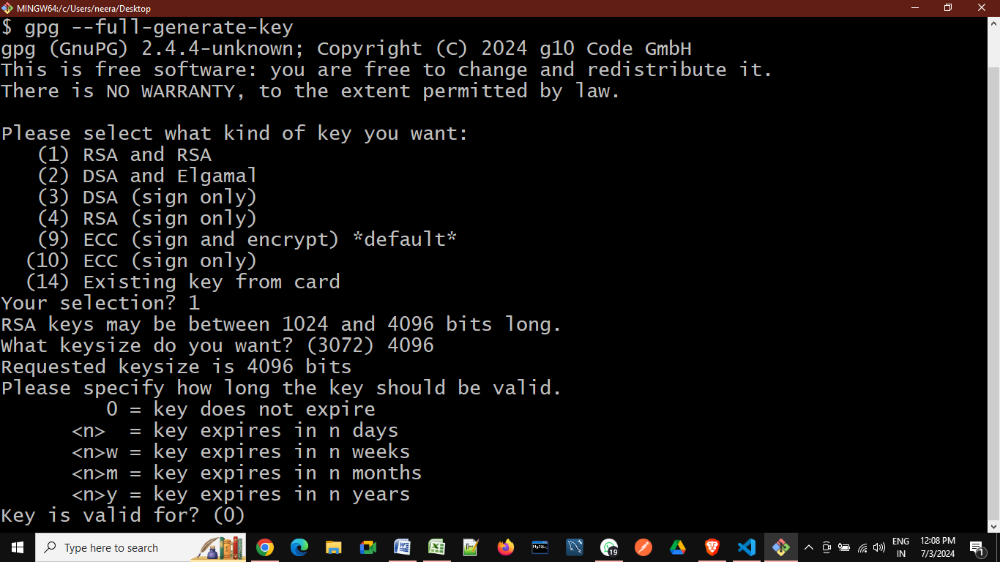 MINGW64:/c/Users/neera/Desktop
$ gpg --full-generate-key
gpg (GnuPG) 2.4.4-unknown; Copyright (C) 2024 g10 Code GmbH
This is free software: you are free to change and redistribute it.
There is NO WARRANTY, to the extent permitted by law.
Please select what kind of key you want:
(1) RSA and RSA
(2) DSA and Elgamal
(3) DSA (sign only)
(4) RSA (sign only)
(9) ECC (sign and encrypt) *default*
(10) ECC (sign only)
(14) Existing key from card
Your selection? 1
RSA keys may be between 1024 and 4096 bits long.
What keysize do you want? (3072) 4096
Requested keysize is 4096 bits
Please specify how long the key should be valid.
0 = key does not expire
<n> = key expires in n days
<n>w = key expires in n weeks
<n>m = key expires in n months
<n>y = key expires in n years
Key is valid for? (0)
Type here to search
MySQL
19
ENG
IN
12:08 PM
7/3/2024
1